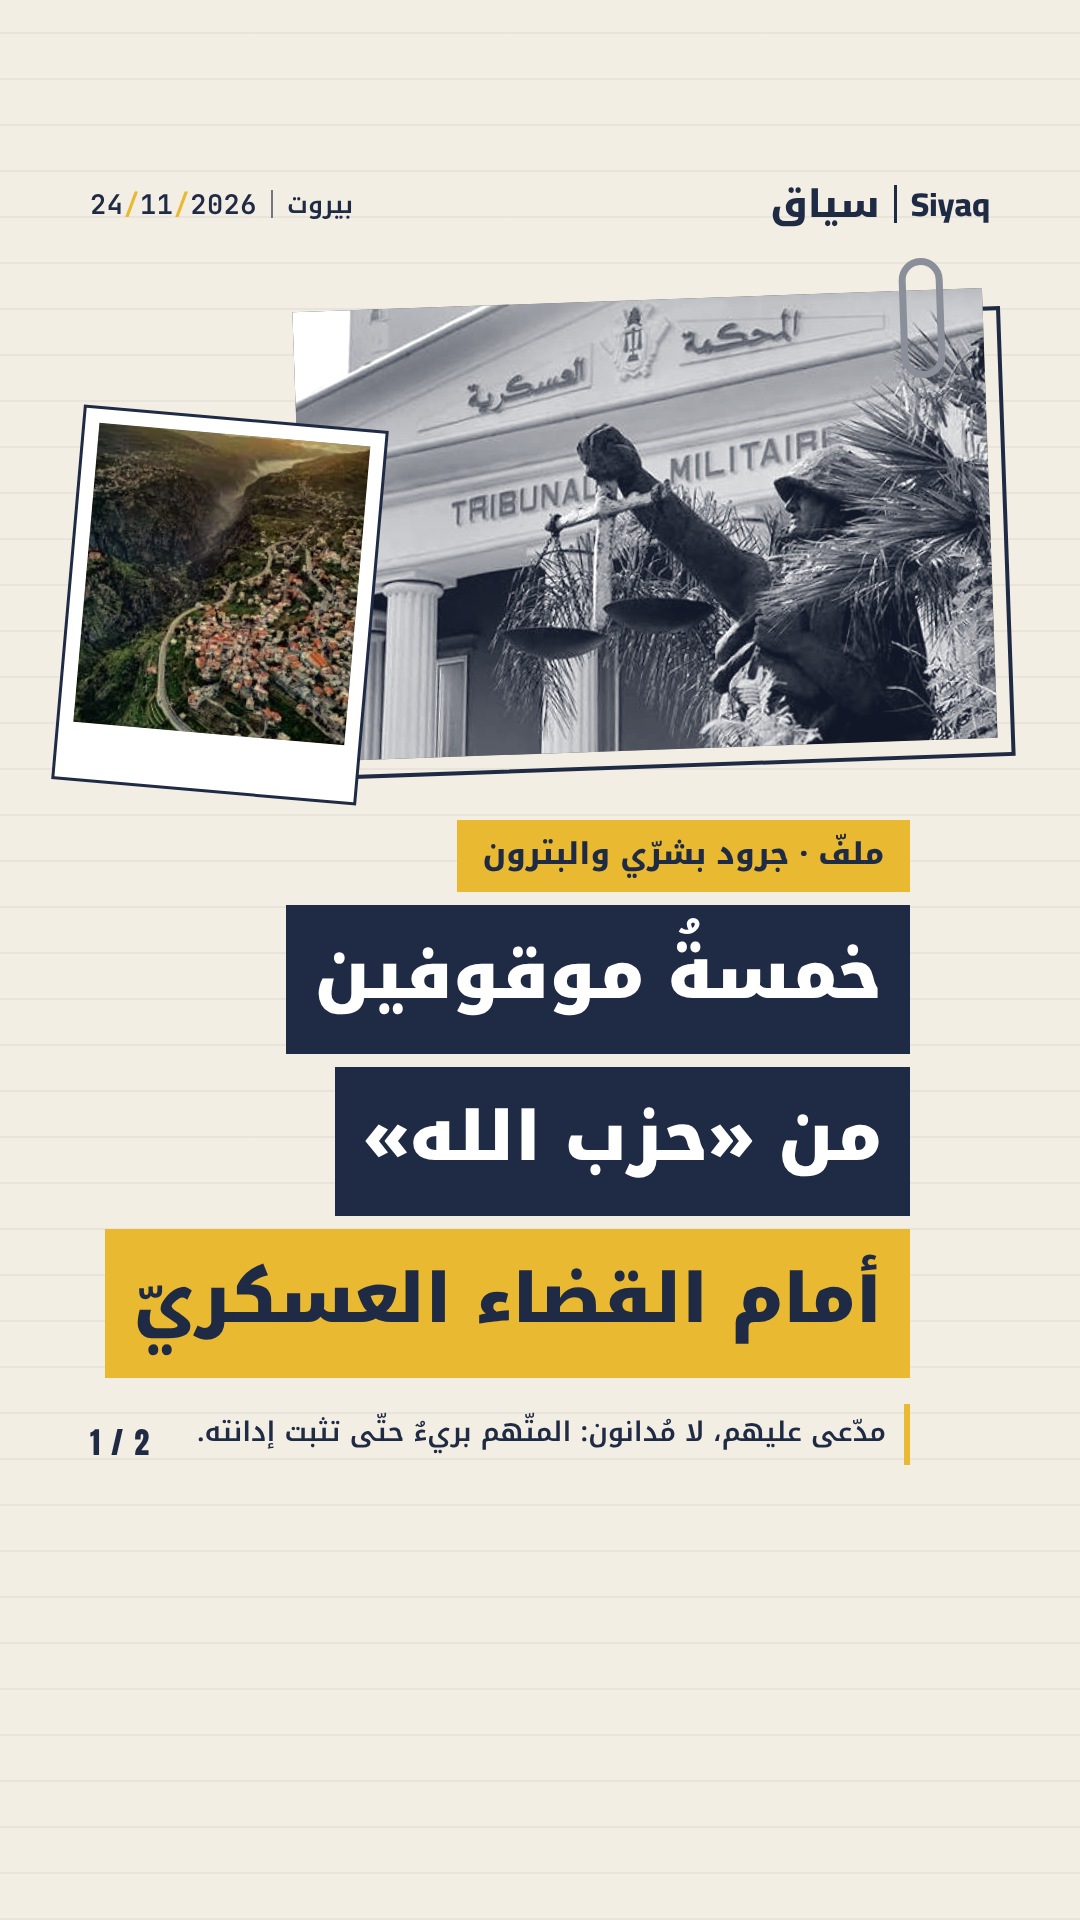 Siyaq | سياق
بيروت | 24/11/2026
المحكمة العسكرية
TRIBUNAL MILITAIRE
ملفّ · جرود بشرّي والبترون
خمسةُ موقوفين
من «حزب الله»
أمام القضاء العسكريّ
مدّعى عليهم، لا مُدانون: المتّهم بريءٌ حتّى تثبت إدانته.
1 / 2